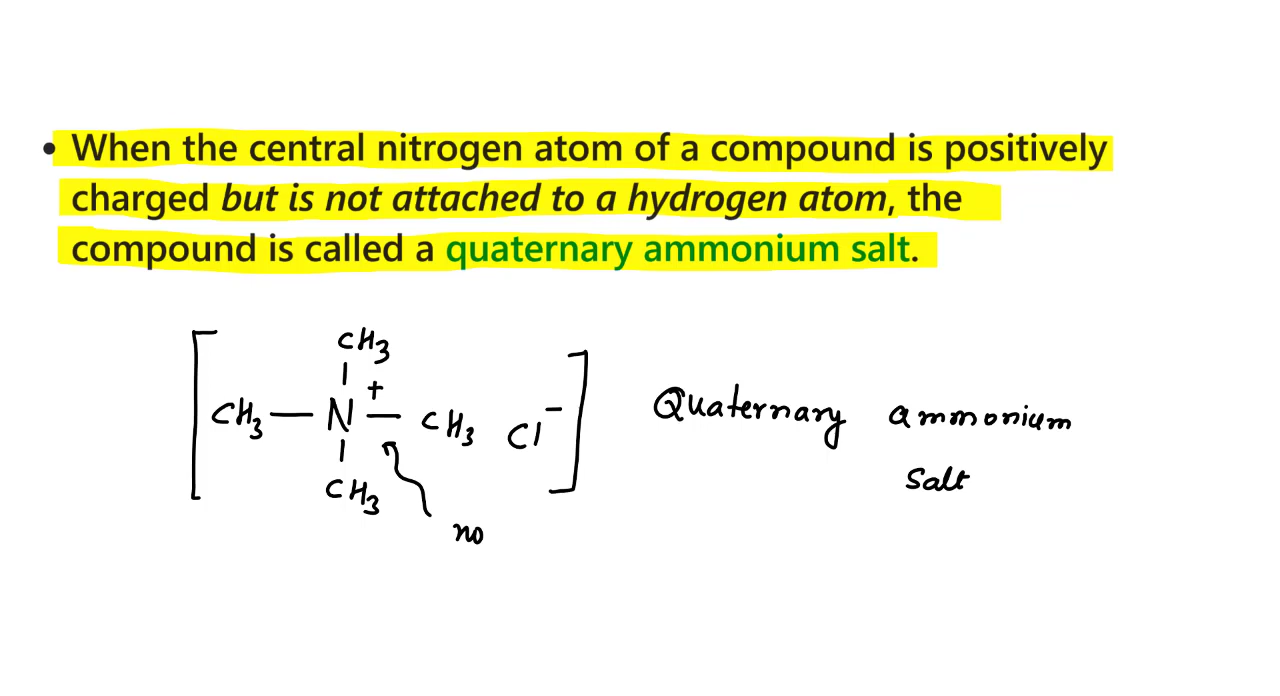 • When the central nitrogen atom of a compound is positively
charged but is not attached to a hydrogen atom, the
compound is called a quaternary ammonium salt.
CH3
+
CH3 — N — CH3 Cl−
CH3
no
Quaternary ammonium
Salt